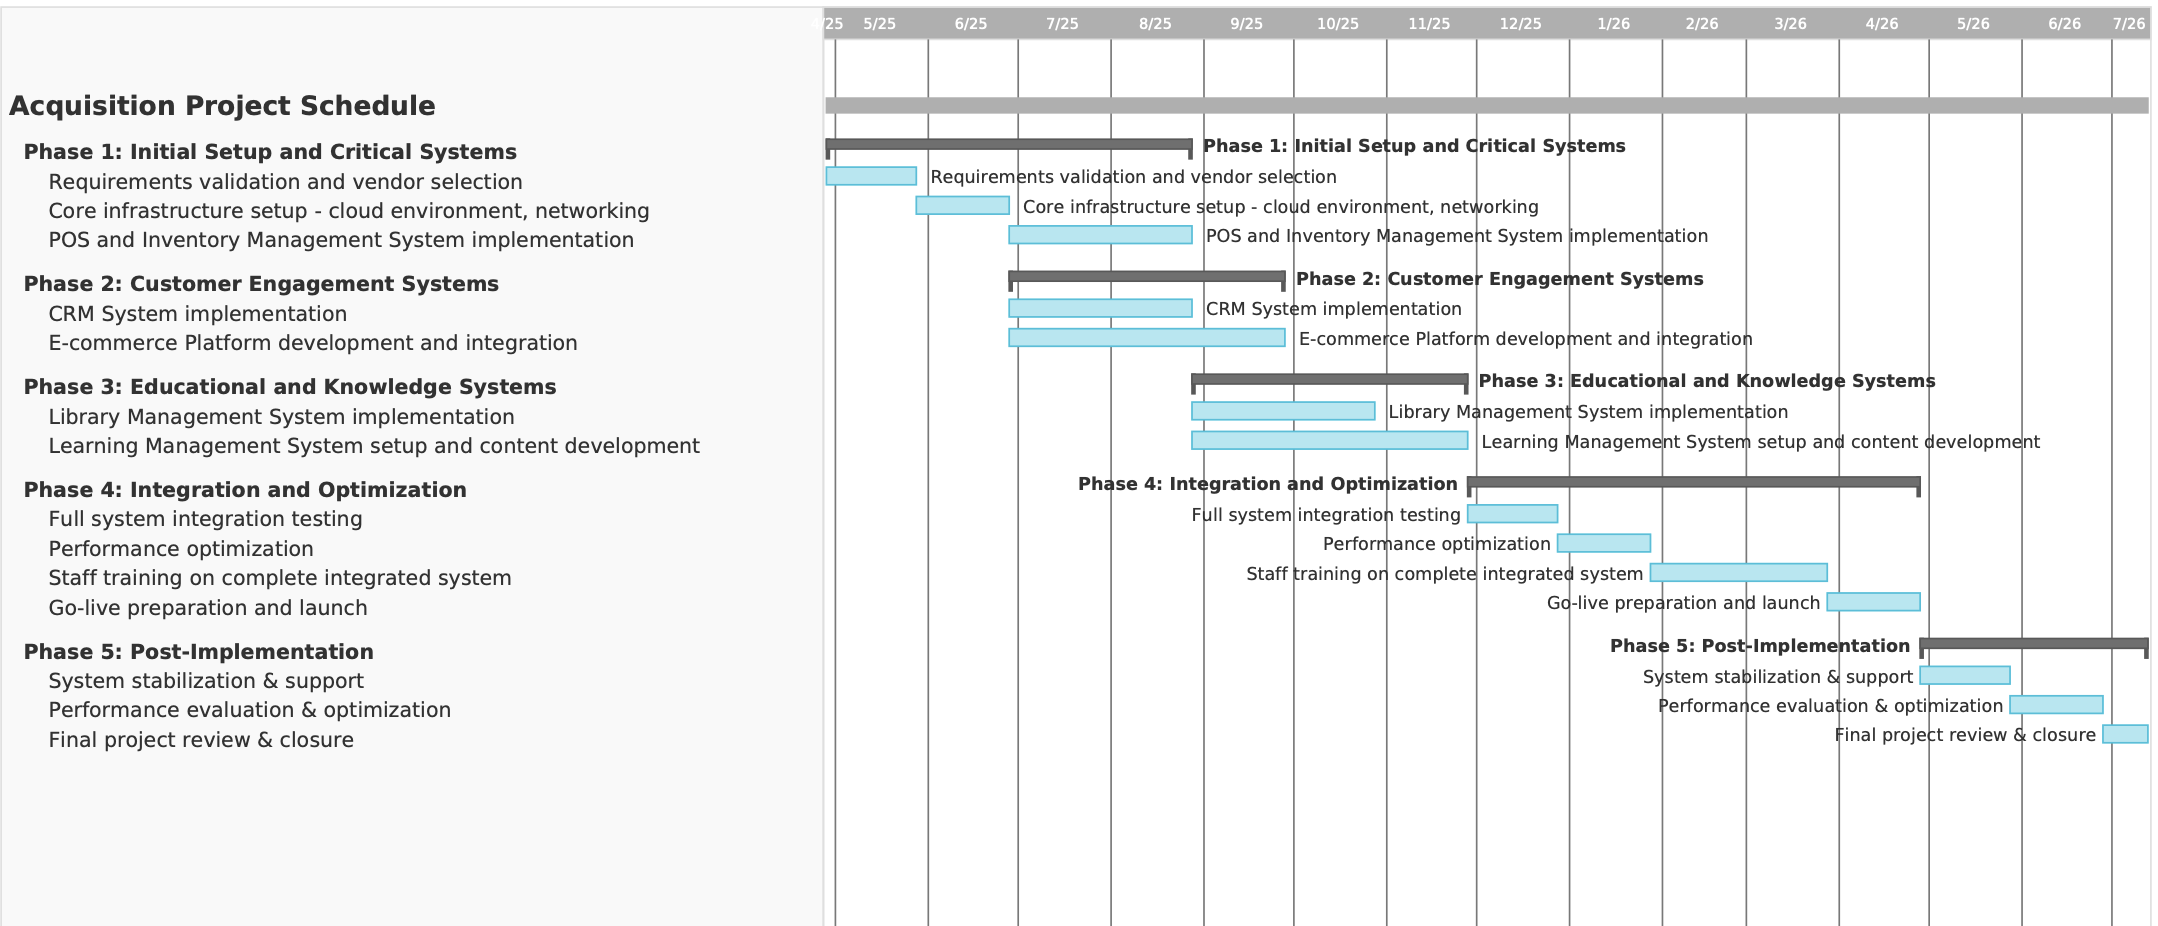 4/25 5/25 6/25 7/25 8/25 9/25 10/25 11/25 12/25 1/26 2/26 3/26 4/26 5/26 6/26 7/26
Acquisition Project Schedule
Phase 1: Initial Setup and Critical Systems Phase 1: Initial Setup and Critical Systems
Requirements validation and vendor selection Requirements validation and vendor selection
Core infrastructure setup - cloud environment, networking Core infrastructure setup - cloud environment, networking
POS and Inventory Management System implementation POS and Inventory Management System implementation
Phase 2: Customer Engagement Systems Phase 2: Customer Engagement Systems
CRM System implementation CRM System implementation
E-commerce Platform development and integration E-commerce Platform development and integration
Phase 3: Educational and Knowledge Systems Phase 3: Educational and Knowledge Systems
Library Management System implementation Library Management System implementation
Learning Management System setup and content development Learning Management System setup and content development
Phase 4: Integration and Optimization Phase 4: Integration and Optimization
Full system integration testing Full system integration testing
Performance optimization Performance optimization
Staff training on complete integrated system Staff training on complete integrated system
Go-live preparation and launch Go-live preparation and launch
Phase 5: Post-Implementation Phase 5: Post-Implementation
System stabilization & support System stabilization & support
Performance evaluation & optimization Performance evaluation & optimization
Final project review & closure Final project review & closure